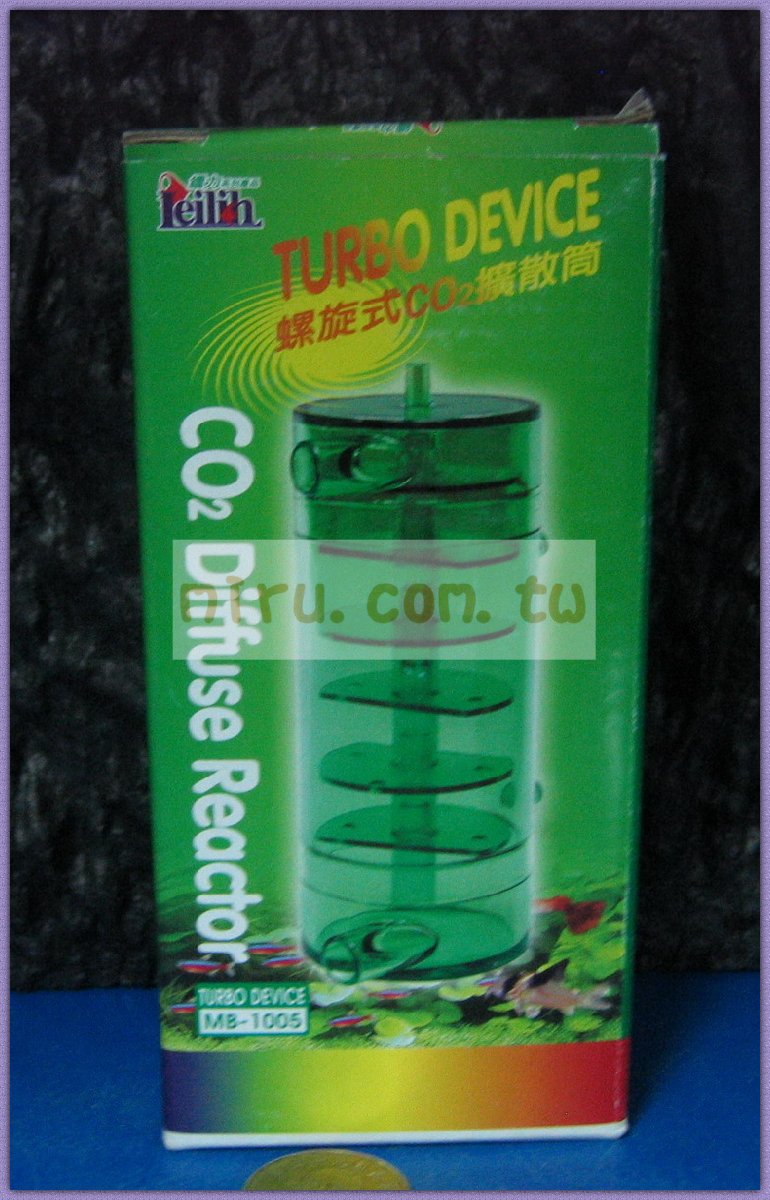 Leilih
TURBO DEVICE
螺旋式CO2擴散筒
CO2 Diffuse Reactor
miru.com.tw
TURBO DEVICE
MB-1005